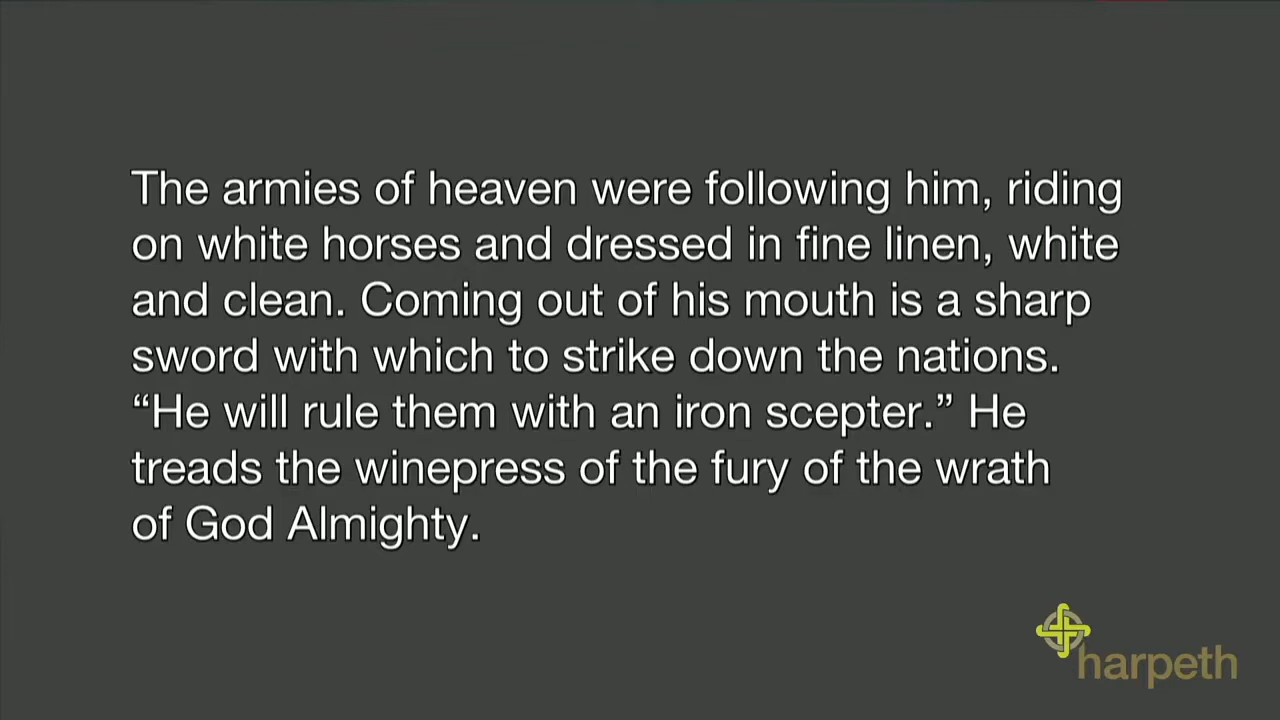 The armies of heaven were following him, riding
on white horses and dressed in fine linen, white
and clean. Coming out of his mouth is a sharp
sword with which to strike down the nations.
“He will rule them with an iron scepter.” He
treads the winepress of the fury of the wrath
of God Almighty.
harpeth